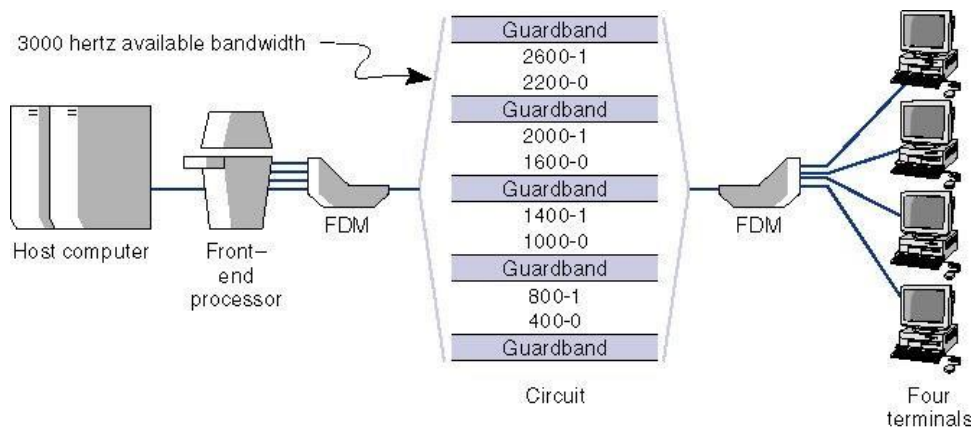 3000 hertz available bandwidth
Guardband
2600-1
2200-0
Guardband
2000-1
1600-0
Guardband
1400-1
1000-0
Guardband
800-1
400-0
Guardband
Host computer
Front–
end
processor
FDM
Circuit
FDM
Four
terminals